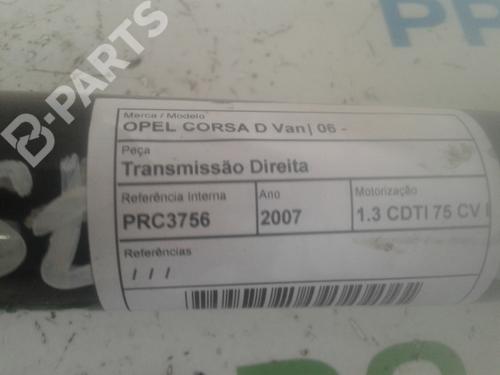 B-PARTS
PR
Marca / Modelo
OPEL CORSA D Van| 06 -
Peça
Transmissão Direita
Referência Interna
PRC3756
Ano
2007
Motorização
1.3 CDTI 75 CV
Referências
/ / /